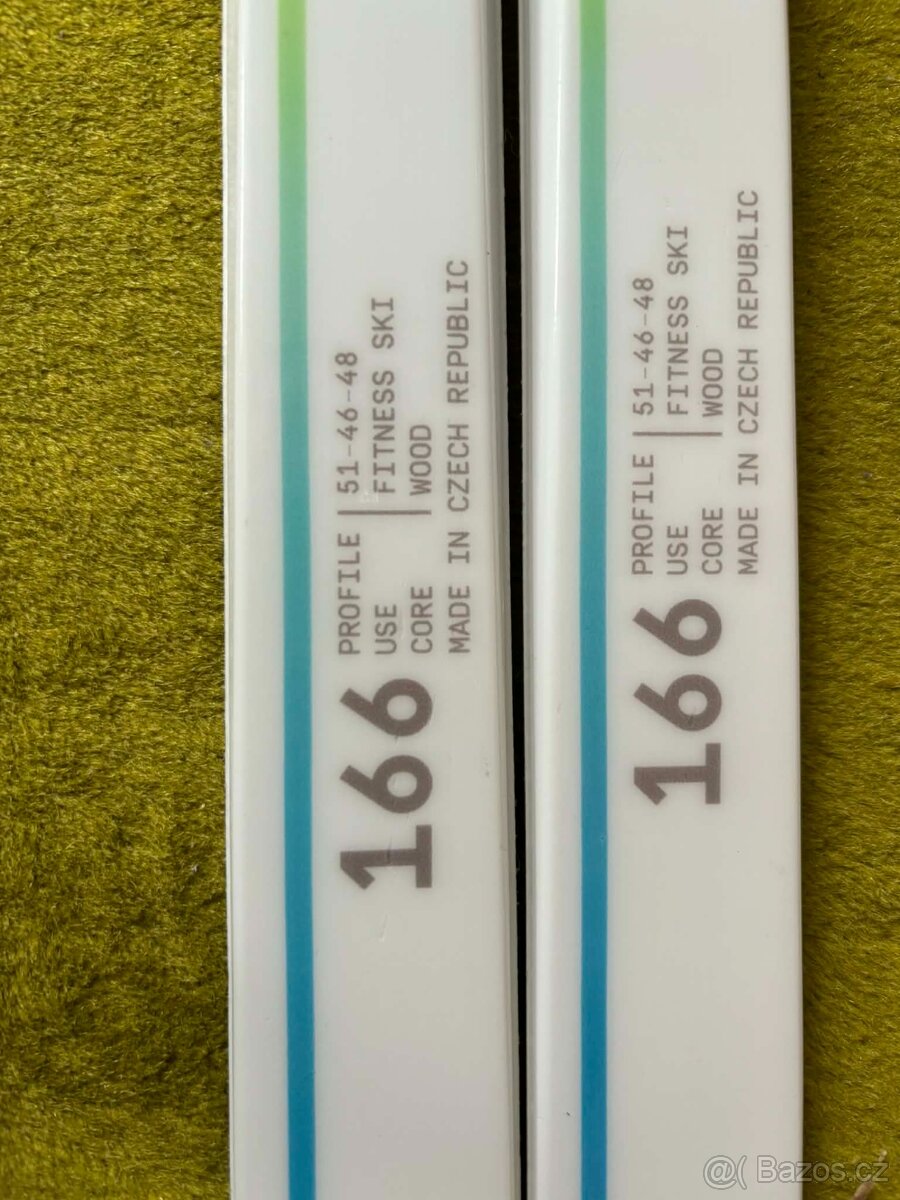 166
PROFILE | 51-46-48
USE | FITNESS SKI
CORE | WOOD
MADE IN CZECH REPUBLIC
166
PROFILE | 51-46-48
USE | FITNESS SKI
CORE | WOOD
MADE IN CZECH REPUBLIC
@( Bazos.cz